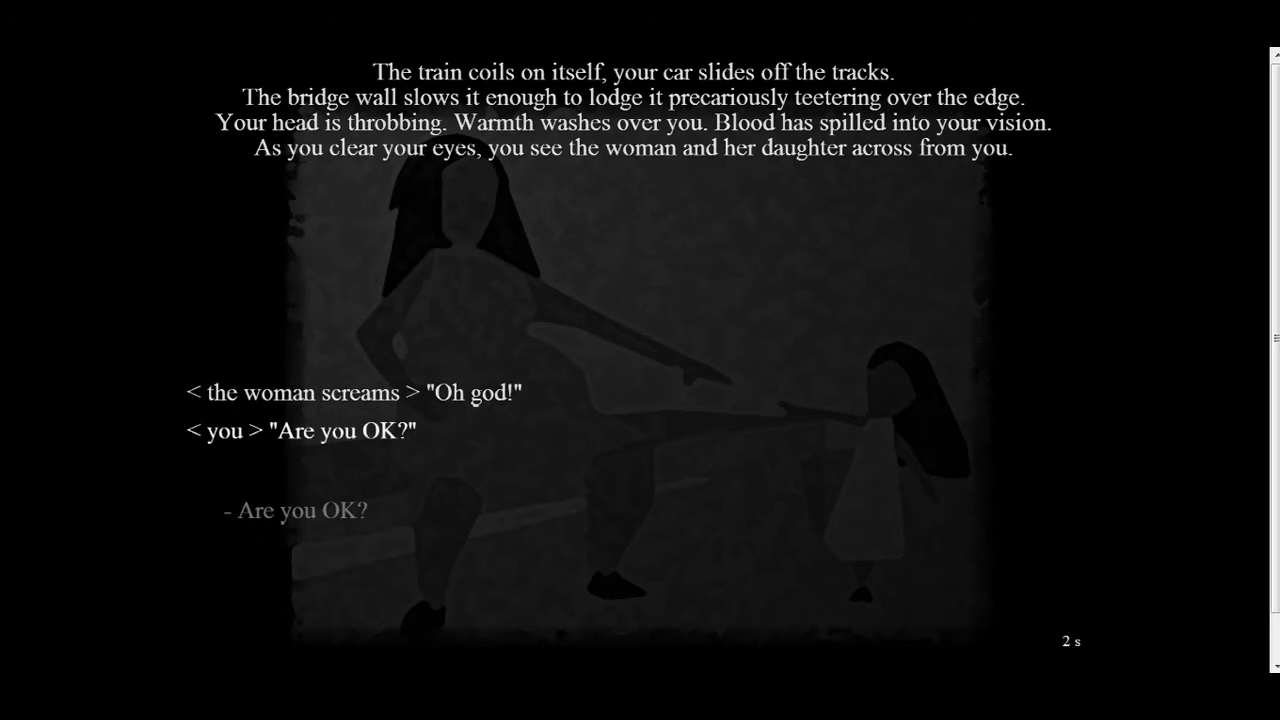 The train coils on itself, your car slides off the tracks.
The bridge wall slows it enough to lodge it precariously teetering over the edge.
Your head is throbbing. Warmth washes over you. Blood has spilled into your vision.
As you clear your eyes, you see the woman and her daughter across from you.
< the woman screams > "Oh god!"
< you > "Are you OK?"
- Are you OK?
2 s